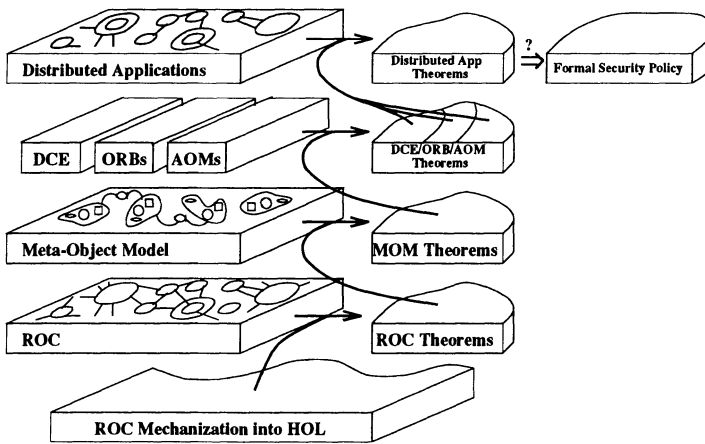 Distributed Applications
Distributed App
Theorems
?
⇒
Formal Security Policy
DCE
ORBs
AOMs
DCE/ORB/AOM
Theorems
Meta-Object Model
MOM Theorems
ROC
ROC Theorems
ROC Mechanization into HOL